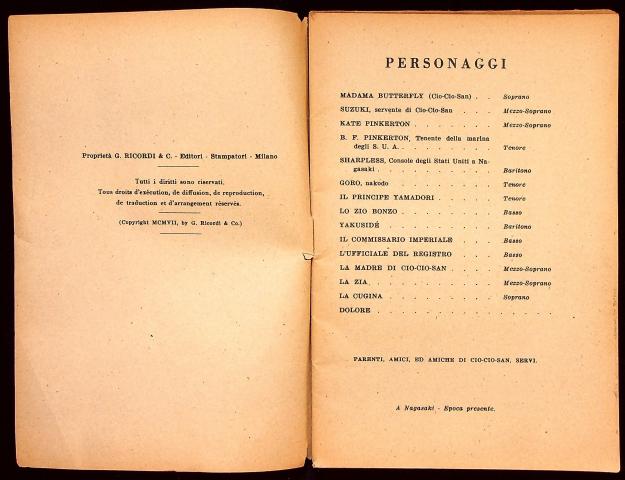 Proprietà G. RICORDI & C. - Editori - Stampatori - Milano
Tutti i diritti sono riservati.
Tous droits d'exécution, de diffusion, de reproduction,
de traduction et d'arrangement réservés.
(Copyright MCMVII, by G. Ricordi & Co.)
PERSONAGGI
MADAMA BUTTERFLY (Cio-Cio-San) . . Soprano
SUZUKI, servente di Cio-Cio-San . . . Mezzo-Soprano
KATE PINKERTON . . . . . . . Mezzo-Soprano
B. F. PINKERTON, Tenente della marina
degli S. U. A. . . . . . . . . Tenore
SHARPLESS, Console degli Stati Uniti a Na-
gasaki . . . . . . . . . . Baritono
GORO, nakodo . . . . . . . . Tenore
IL PRINCIPE YAMADORI . . . . . Tenore
LO ZIO BONZO . . . . . . . . Basso
YAKUSIDÉ . . . . . . . . . Baritono
IL COMMISSARIO IMPERIALE . . . Basso
L'UFFICIALE DEL REGISTRO . . . Basso
LA MADRE DI CIO-CIO-SAN . . . . Mezzo-Soprano
LA ZIA . . . . . . . . . . Mezzo-Soprano
LA CUGINA . . . . . . . . . Soprano
DOLORE . . . . . . . . . . . . . . .
PARENTI, AMICI, ED AMICHE DI CIO-CIO-SAN, SERVI.
A Nagasaki - Epoca presente.